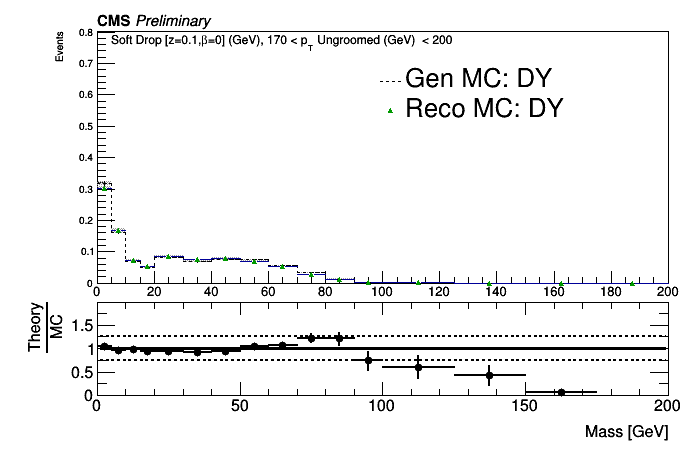 CMS Preliminary
Events
Soft Drop [z=0.1,β=0] (GeV), 170 < pT Ungroomed (GeV) < 200
Gen MC: DY
Reco MC: DY
0.8
0.7
0.6
0.5
0.4
0.3
0.2
0.1
0
0 20 40 60 80 100 120 140 160 180 200
Theory
MC
1.5
1
0.5
0
0 50 100 150 200
Mass [GeV]